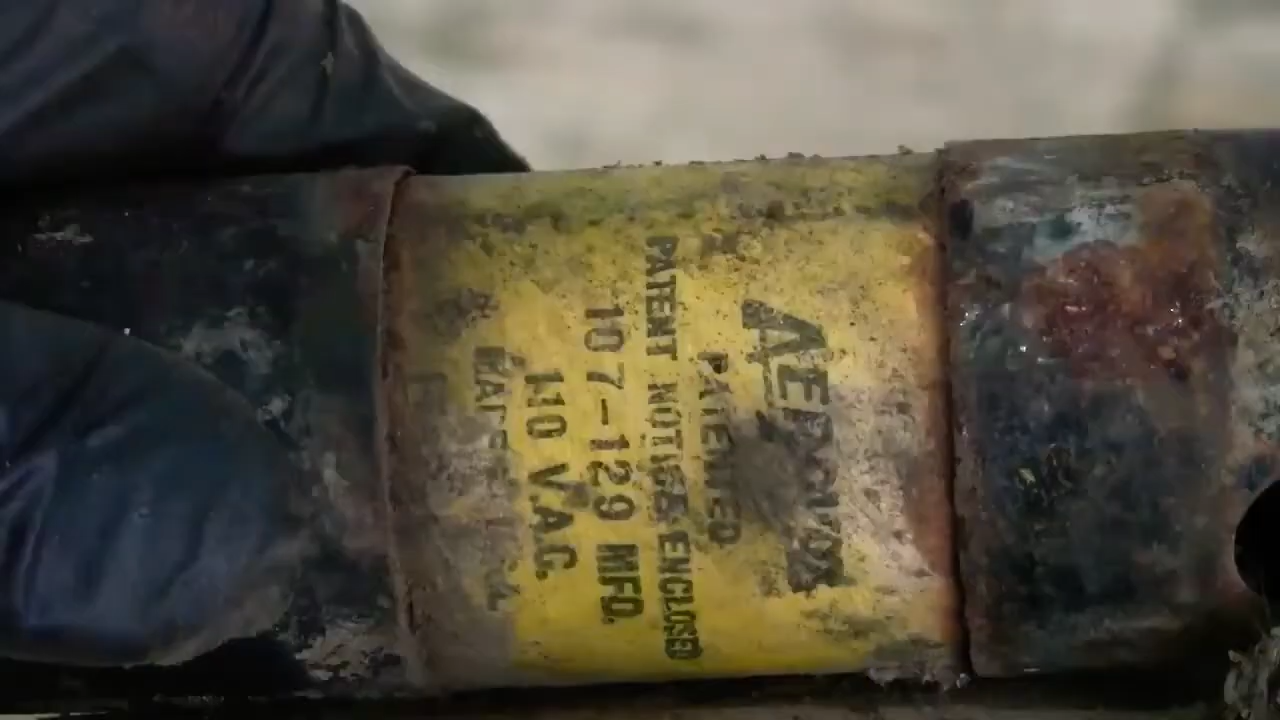 AEROVOX
PATENTED
PATENT NOTICE ENCLOSED
107-129 MFD.
110 V.A.C.